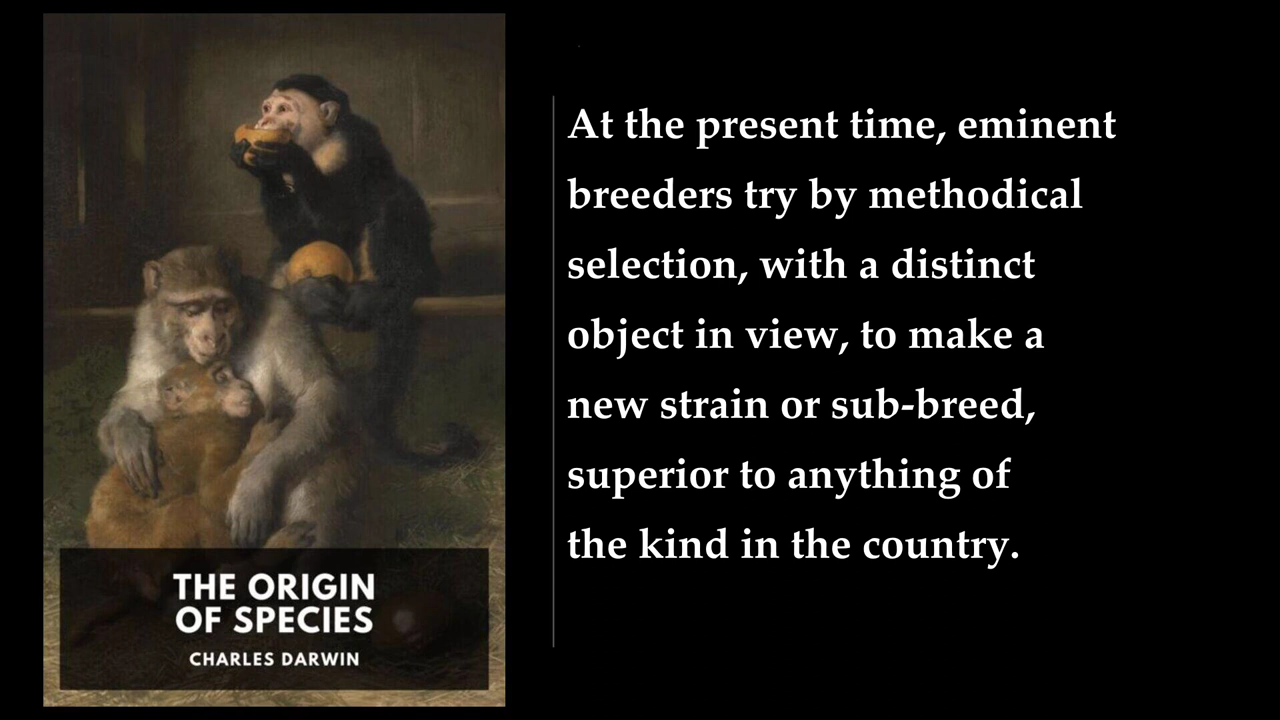 THE ORIGIN
OF SPECIES
CHARLES DARWIN
At the present time, eminent
breeders try by methodical
selection, with a distinct
object in view, to make a
new strain or sub-breed,
superior to anything of
the kind in the country.